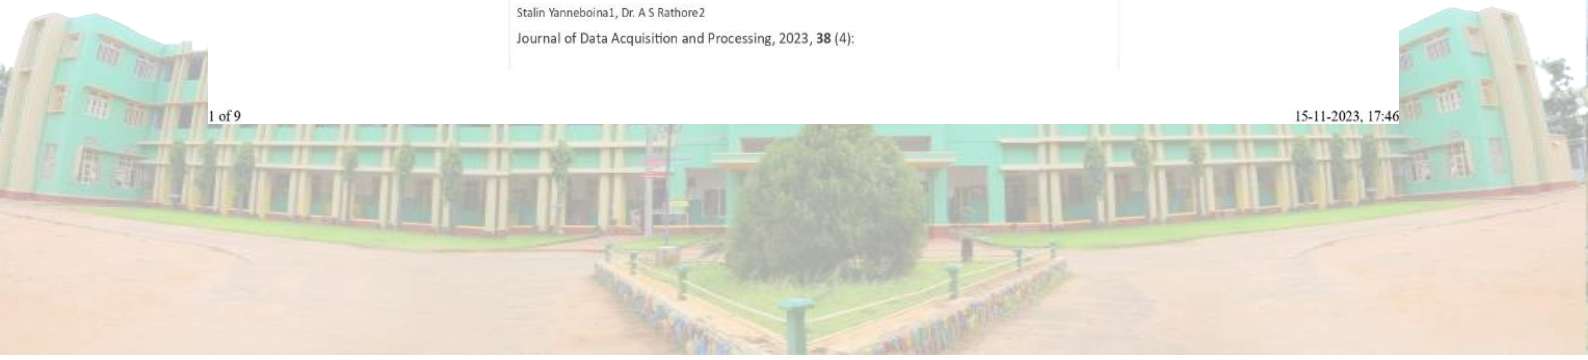 Stalin Yanneboina1, Dr. A S Rathore2
Journal of Data Acquisition and Processing, 2023, 38 (4):
1 of 9
15-11-2023, 17:46